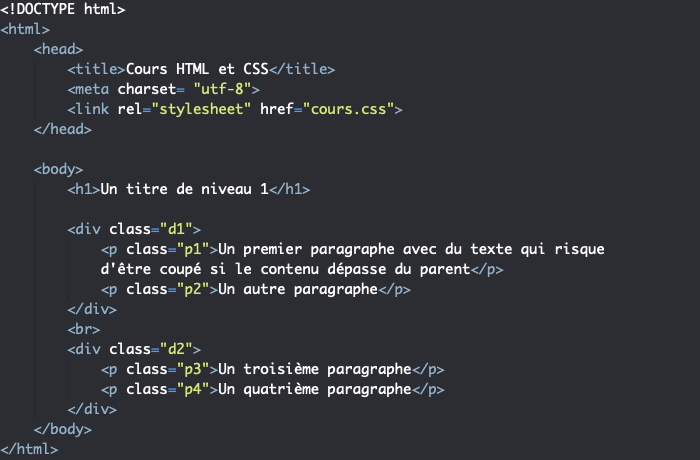 <!DOCTYPE html>
<html>
    <head>
        <title>Cours HTML et CSS</title>
        <meta charset= "utf-8">
        <link rel="stylesheet" href="cours.css">
    </head>

    <body>
        <h1>Un titre de niveau 1</h1>

        <div class="d1">
            <p class="p1">Un premier paragraphe avec du texte qui risque
            d'être coupé si le contenu dépasse du parent</p>
            <p class="p2">Un autre paragraphe</p>
        </div>
        <br>
        <div class="d2">
            <p class="p3">Un troisième paragraphe</p>
            <p class="p4">Un quatrième paragraphe</p>
        </div>
    </body>
</html>